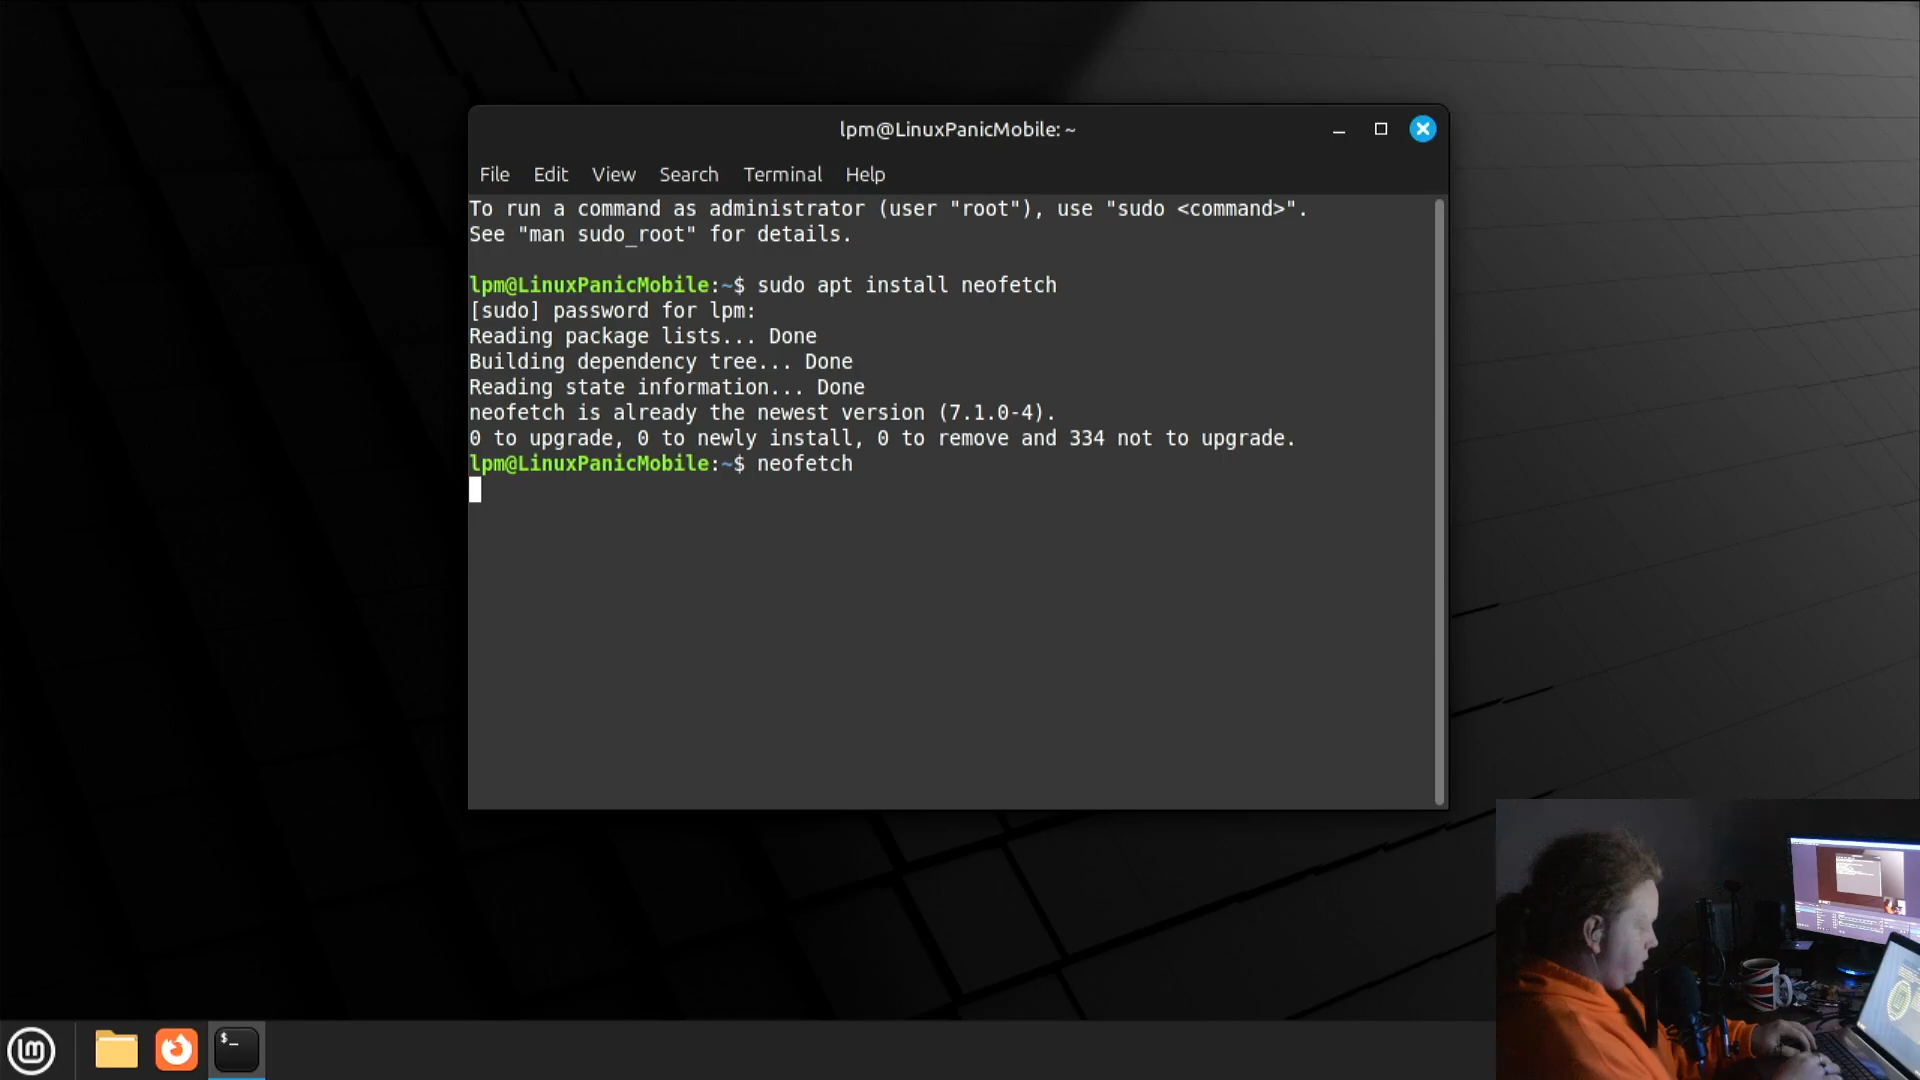 lpm@LinuxPanicMobile: ~
File Edit View Search Terminal Help
To run a command as administrator (user "root"), use "sudo <command>".
See "man sudo_root" for details.
lpm@LinuxPanicMobile:~$ sudo apt install neofetch
[sudo] password for lpm:
Reading package lists... Done
Building dependency tree... Done
Reading state information... Done
neofetch is already the newest version (7.1.0-4).
0 to upgrade, 0 to newly install, 0 to remove and 334 not to upgrade.
lpm@LinuxPanicMobile:~$ neofetch
$_
lm